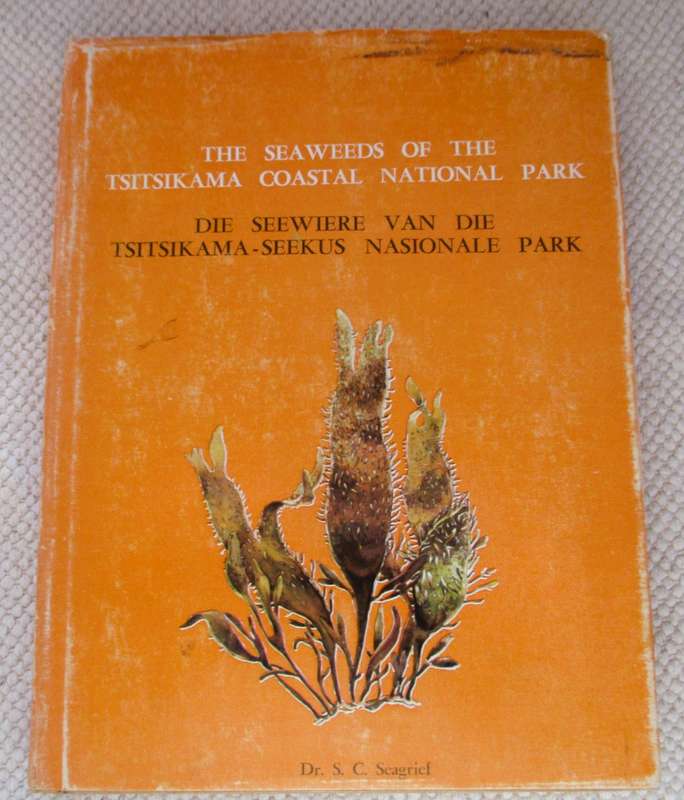 THE SEAWEEDS OF THE
TSITSIKAMA COASTAL NATIONAL PARK
DIE SEEWIERE VAN DIE
TSITSIKAMA-SEEKUS NASIONALE PARK
Dr. S. C. Seagrief